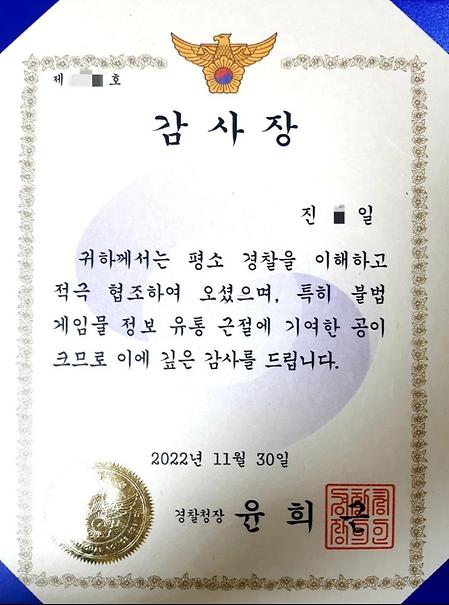 제 호
감사장
진 일
귀하께서는 평소 경찰을 이해하고
적극 협조하여 오셨으며, 특히 불법
게임물 정보 유통 근절에 기여한 공이
크므로 이에 깊은 감사를 드립니다.
2022년 11월 30일
경찰청장 윤희근